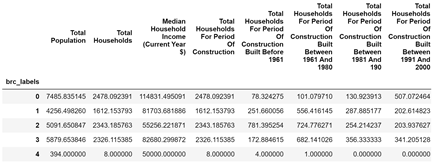 Total Population Total Households Median Household Income (Current Year $) Total Households For Period Of Construction Total Households For Period Of Construction Built Before 1961 Total Households For Period Of Construction Built Between 1961 And 1980 Total Households For Period Of Construction Built Between 1981 And 190 Total Households For Period Of Construction Built Between 1991 And 2000
brc_labels
0 7485.835145 2478.092391 114831.495091 2478.092391 78.324275 101.079710 130.923913 507.072464
1 4256.498260 1612.153793 81703.681886 1612.153793 251.660056 556.416145 287.885177 202.614823
2 5091.650847 2343.185763 55256.221871 2343.185763 781.395254 724.776271 254.214237 203.937627
3 5879.653846 2326.115385 82680.299872 2326.115385 172.884615 682.141026 356.333333 341.205128
4 394.000000 8.000000 50000.000000 8.000000 4.000000 1.000000 0.000000 0.000000